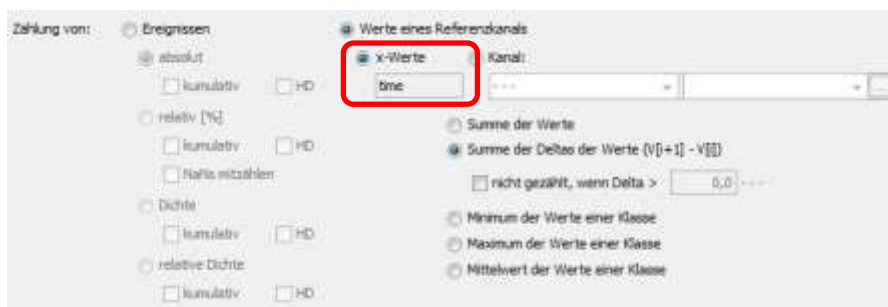 Zählung von: Ereignissen Werte eines Referenzkanals
absolut x-Werte Kanal:
kumulativ HD time ---
relativ [%] Summe der Werte
kumulativ HD Summe der Deltas der Werte (V[i+1] - V[i])
NaNs mitzählen nicht gezählt, wenn Delta > 0,0 ---
Dichte Minimum der Werte einer Klasse
kumulativ HD Maximum der Werte einer Klasse
relative Dichte Mittelwert der Werte einer Klasse
kumulativ HD